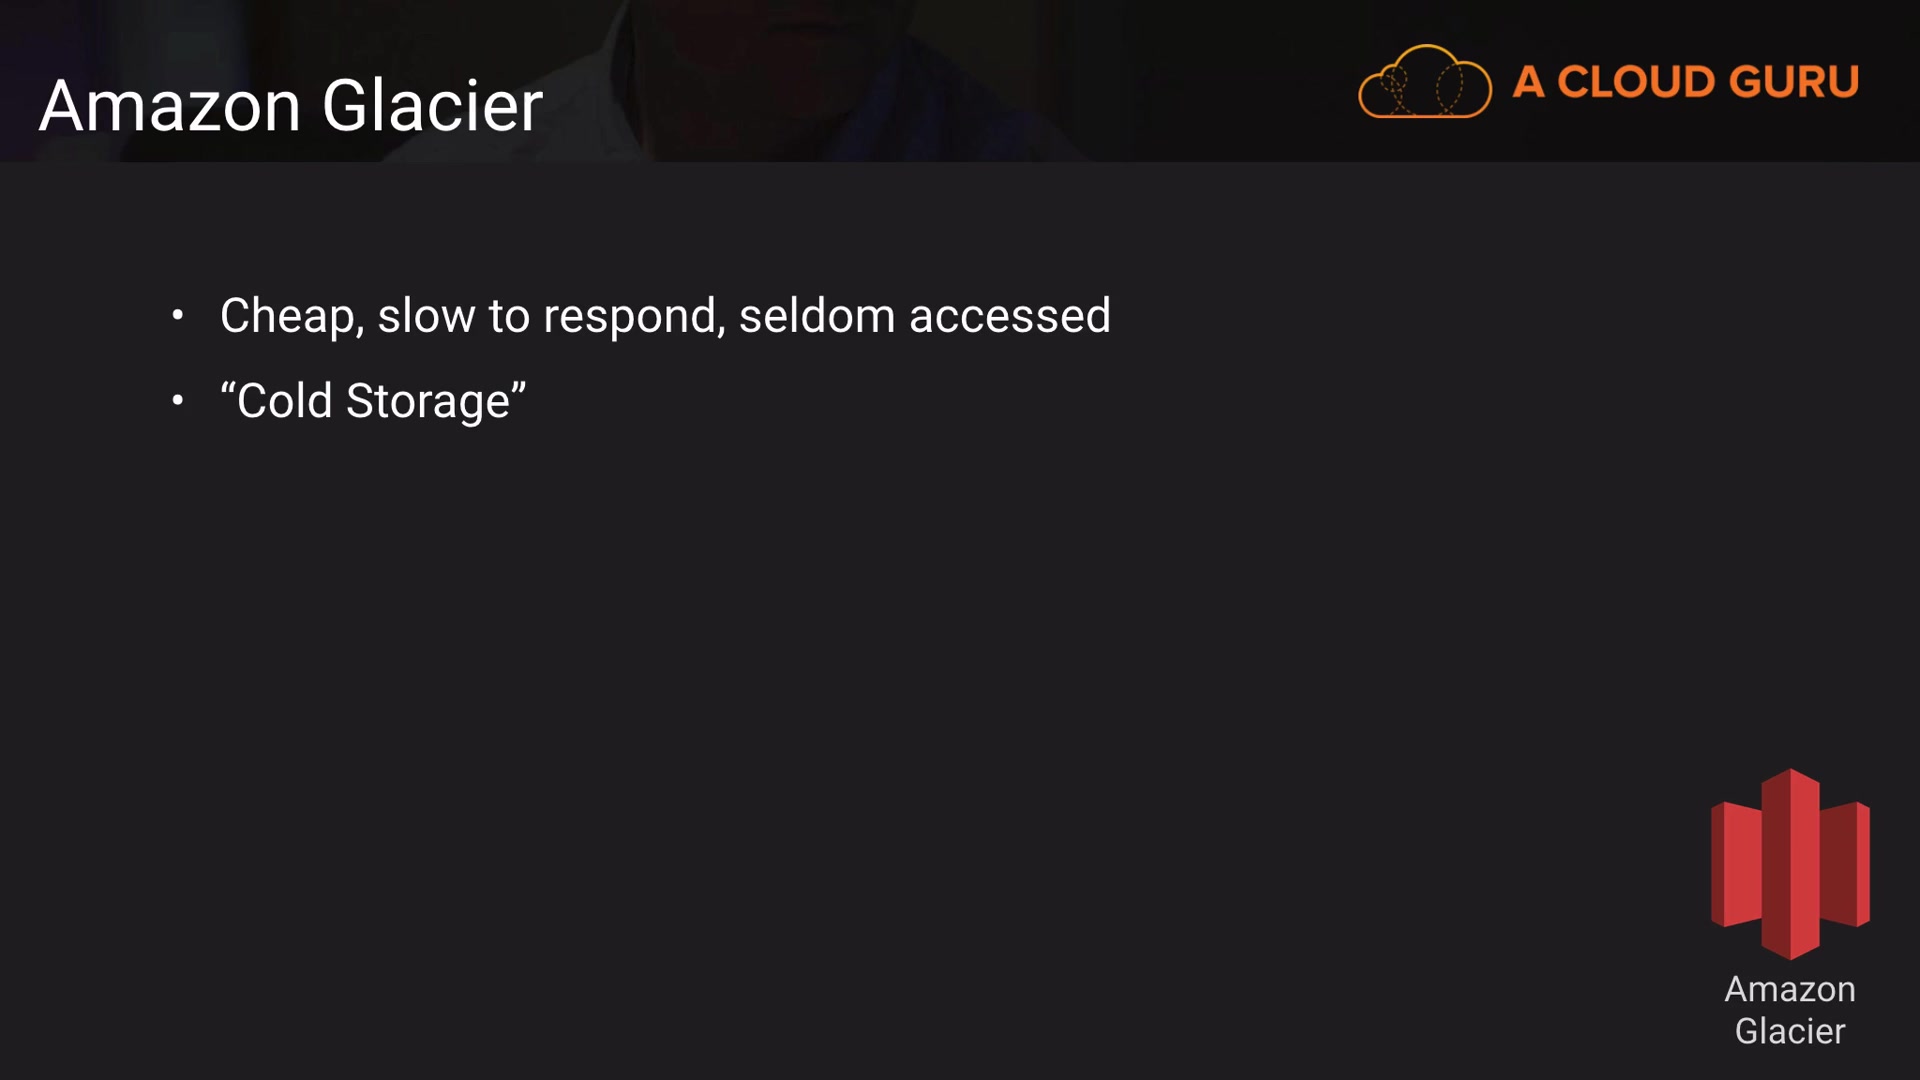 Amazon Glacier
A CLOUD GURU
• Cheap, slow to respond, seldom accessed
• “Cold Storage”
Amazon
Glacier